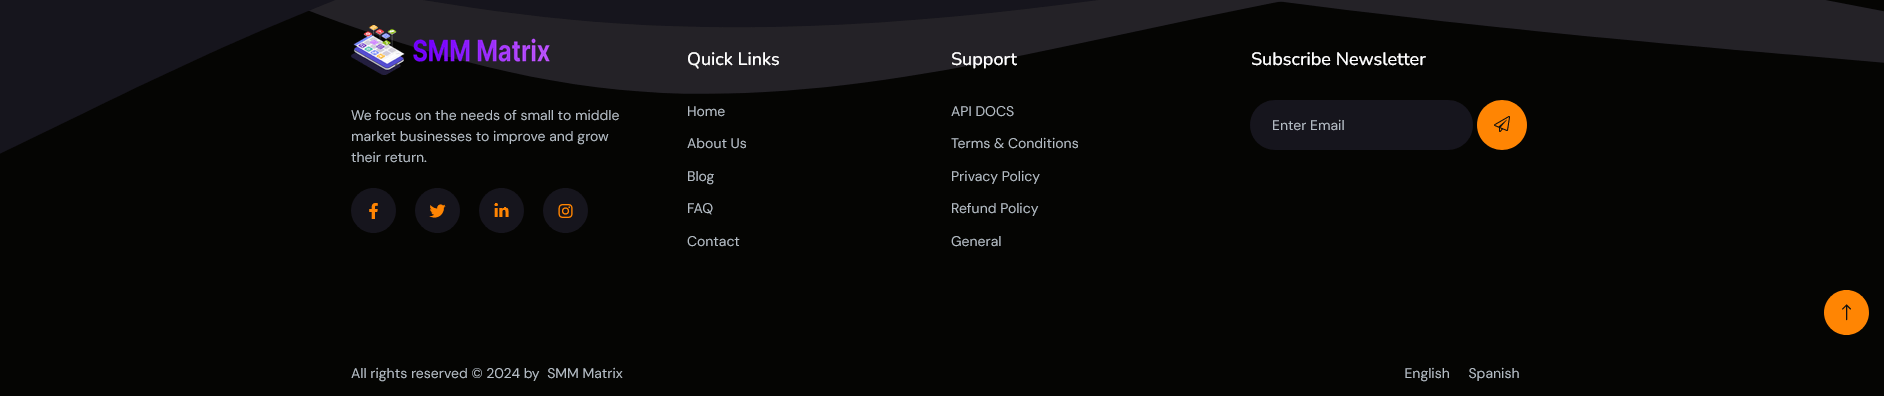 SMM Matrix
We focus on the needs of small to middle
market businesses to improve and grow
their return.
Quick Links
Home
About Us
Blog
FAQ
Contact
Support
API DOCS
Terms & Conditions
Privacy Policy
Refund Policy
General
Subscribe Newsletter
Enter Email
All rights reserved © 2024 by SMM Matrix
English Spanish